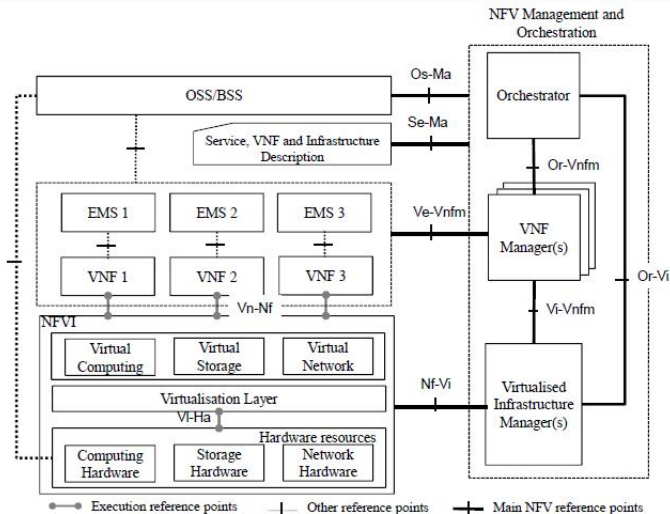 NFV Management and
Orchestration
Os-Ma
OSS/BSS
Orchestrator
Se-Ma
Service, VNF and Infrastructure
Description
Or-Vnfm
EMS 1
EMS 2
EMS 3
Ve-Vnfm
VNF
Manager(s)
VNF 1
VNF 2
VNF 3
Or-Vi
Vn-Nf
Vi-Vnfm
NFVI
Virtual
Computing
Virtual
Storage
Virtual
Network
Nf-Vi
Virtualised
Infrastructure
Manager(s)
Virtualisation Layer
Vl-Ha
Hardware resources
Computing
Hardware
Storage
Hardware
Network
Hardware
Execution reference points
Other reference points
Main NFV reference points